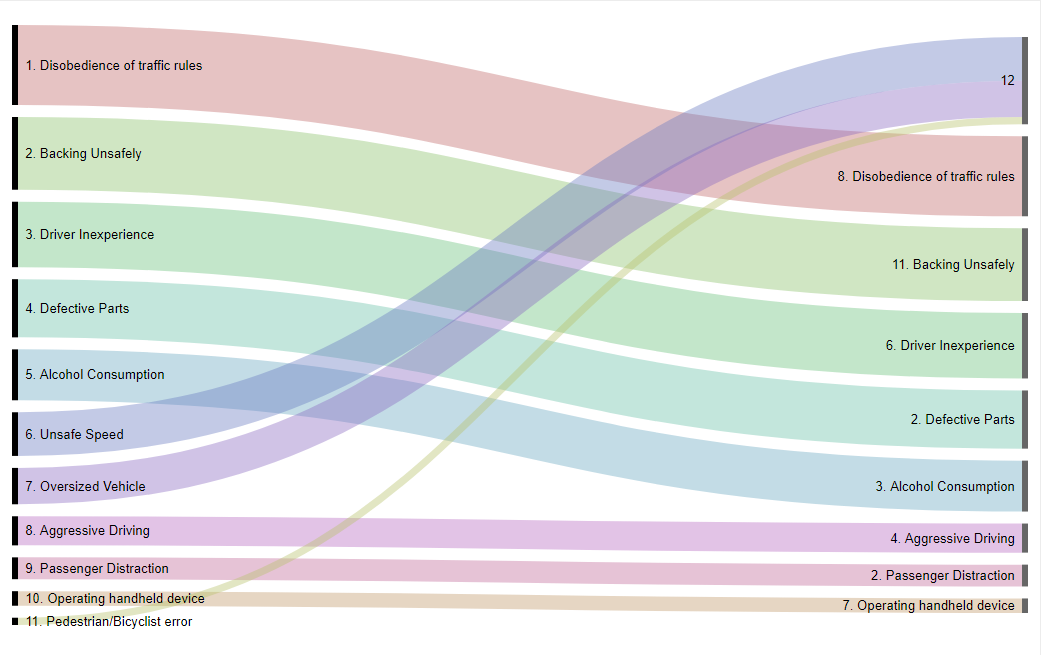 1. Disobedience of traffic rules
2. Backing Unsafely
3. Driver Inexperience
4. Defective Parts
5. Alcohol Consumption
6. Unsafe Speed
7. Oversized Vehicle
8. Aggressive Driving
9. Passenger Distraction
10. Operating handheld device
11. Pedestrian/Bicyclist error
12
8. Disobedience of traffic rules
11. Backing Unsafely
6. Driver Inexperience
2. Defective Parts
3. Alcohol Consumption
4. Aggressive Driving
2. Passenger Distraction
7. Operating handheld device